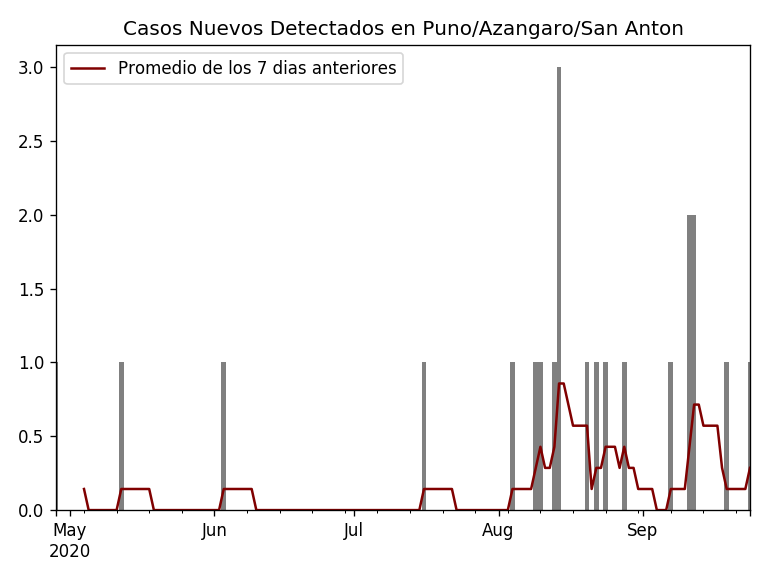 Casos Nuevos Detectados en Puno/Azangaro/San Anton
Promedio de los 7 dias anteriores
3.0
2.5
2.0
1.5
1.0
0.5
0.0
May Jun Jul Aug Sep
2020